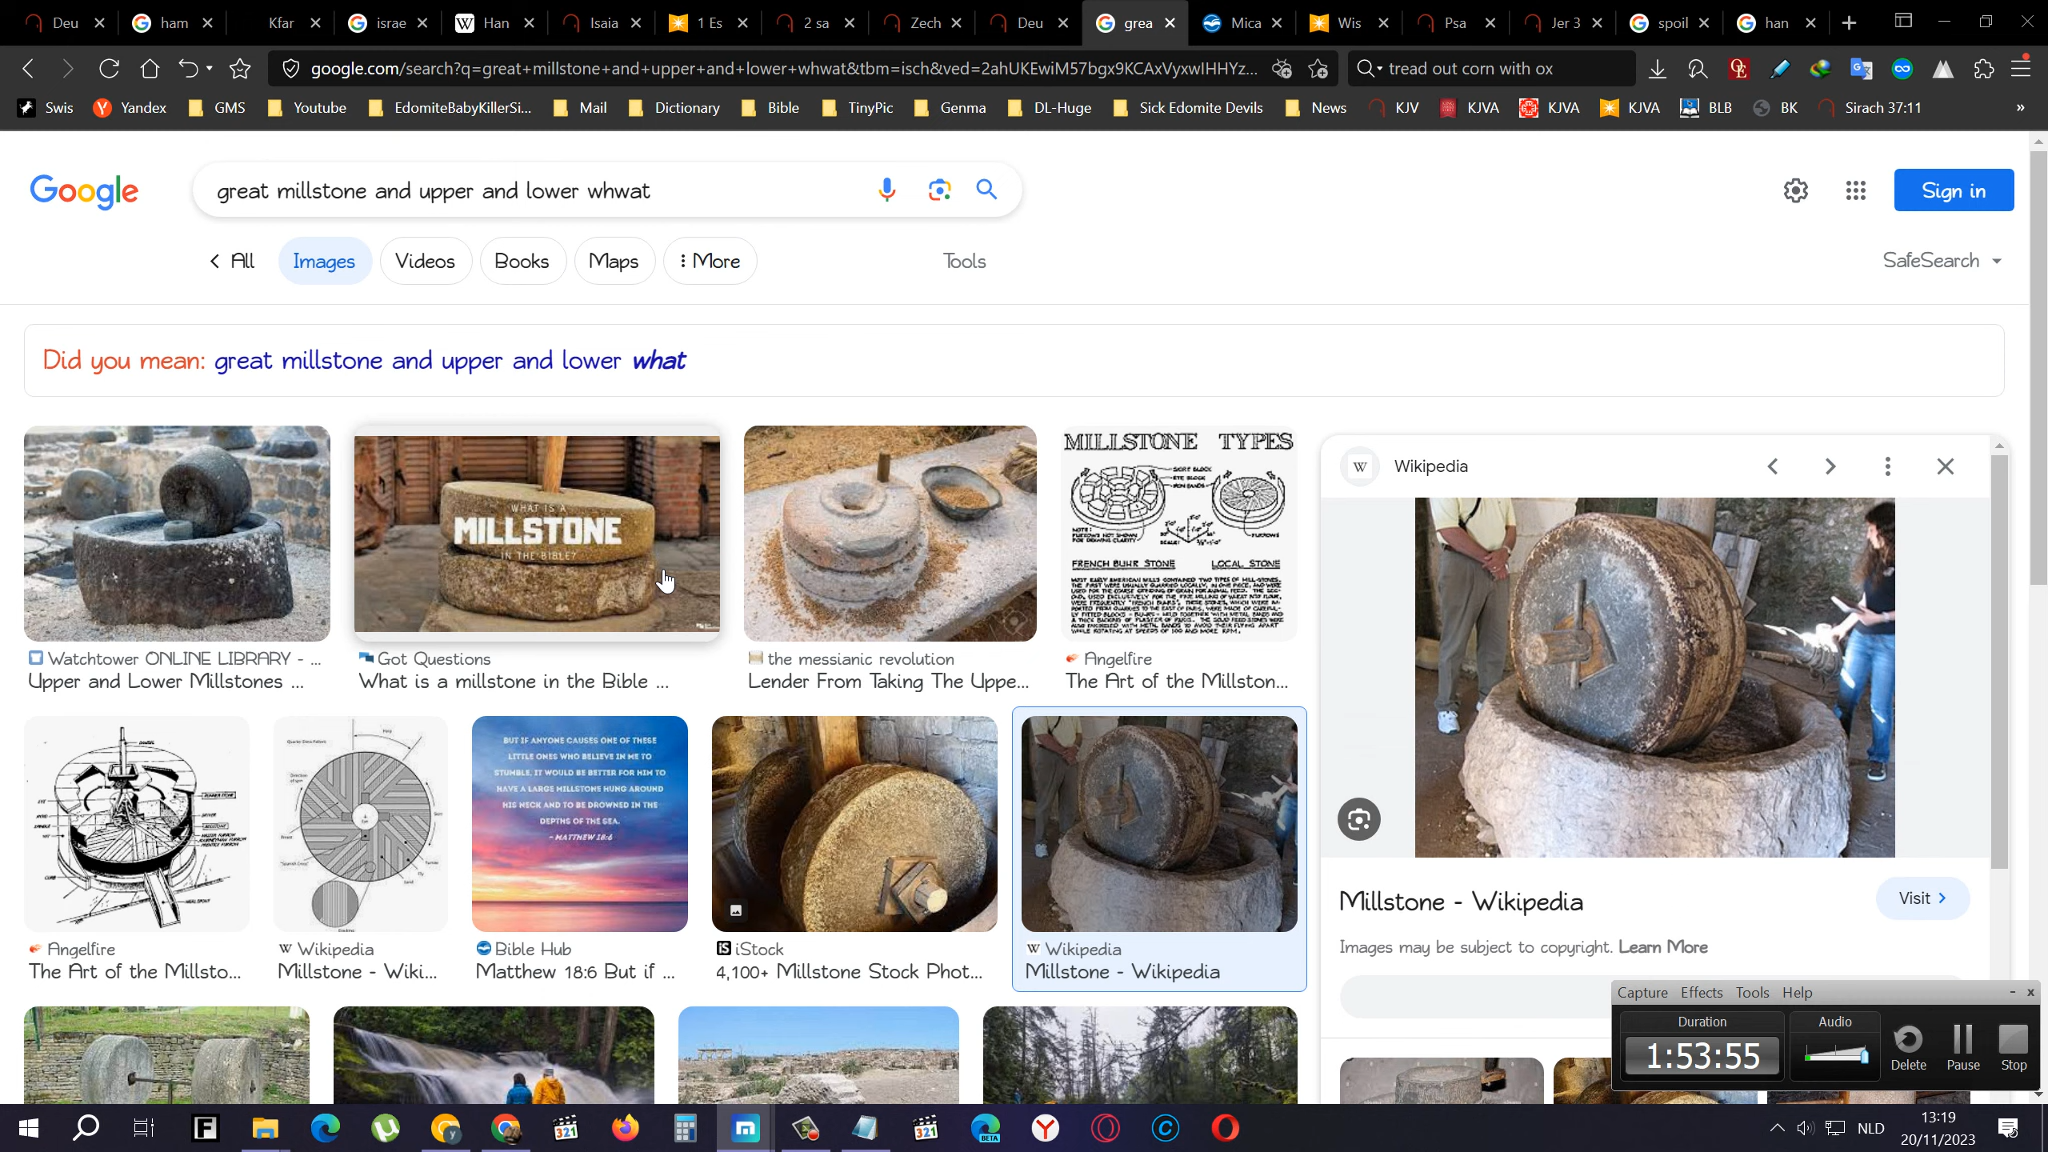 Deu
ham
Kfar
israe
Han
Isaia
1 Es
2 sa
Zech
Deu
grea
Mica
Wis
Psa
Jer 3
spoil
han
google.com/search?q=great+millstone+and+upper+and+lower+whwat&tbm=isch&ved=2ahUKEwiM57bgx9KCAxVyxwIHHYz...
tread out corn with ox
Swis
Yandex
GMS
Youtube
EdomiteBabyKillerSi...
Mail
Dictionary
Bible
TinyPic
Genma
DL-Huge
Sick Edomite Devils
News
KJV
KJVA
KJVA
KJVA
BLB
BK
Sirach 37:11
»
Google
great millstone and upper and lower whwat
Sign in
All
Images
Videos
Books
Maps
More
Tools
SafeSearch
Did you mean: great millstone and upper and lower what
WHAT IS A
MILLSTONE
IN THE BIBLE?
MILLSTONE TYPES
FRENCH BUHR STONE
LOCAL STONE
W Wikipedia
Watchtower ONLINE LIBRARY - ...
Upper and Lower Millstones ...
Got Questions
What is a millstone in the Bible ...
the messianic revolution
Lender From Taking The Uppe...
Angelfire
The Art of the Millston...
BUT IF ANYONE CAUSES ONE OF THESE
LITTLE ONES WHO BELIEVE IN ME TO
STUMBLE, IT WOULD BE BETTER FOR HIM TO
HAVE A LARGE MILLSTONE HUNG AROUND
HIS NECK AND TO BE DROWNED IN THE
DEPTHS OF THE SEA.
- MATTHEW 18:6
Angelfire
The Art of the Millsto...
W Wikipedia
Millstone - Wiki...
Bible Hub
Matthew 18:6 But if ...
iStock
4,100+ Millstone Stock Phot...
W Wikipedia
Millstone - Wikipedia
Millstone - Wikipedia
Visit
Images may be subject to copyright. Learn More
Capture Effects Tools Help
Duration
1:53:55
Audio
Delete
Pause
Stop
NLD
13:19
20/11/2023